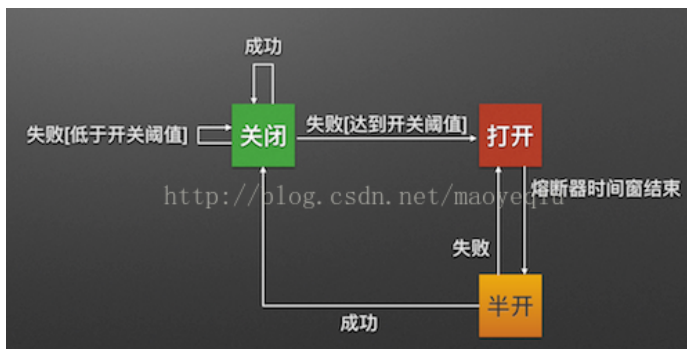 成功
失败[低于开关阈值]
关闭
失败[达到开关阈值]
打开
http://blog.csdn.net/maoyeqiu
熔断器时间窗结束
失败
半开
成功